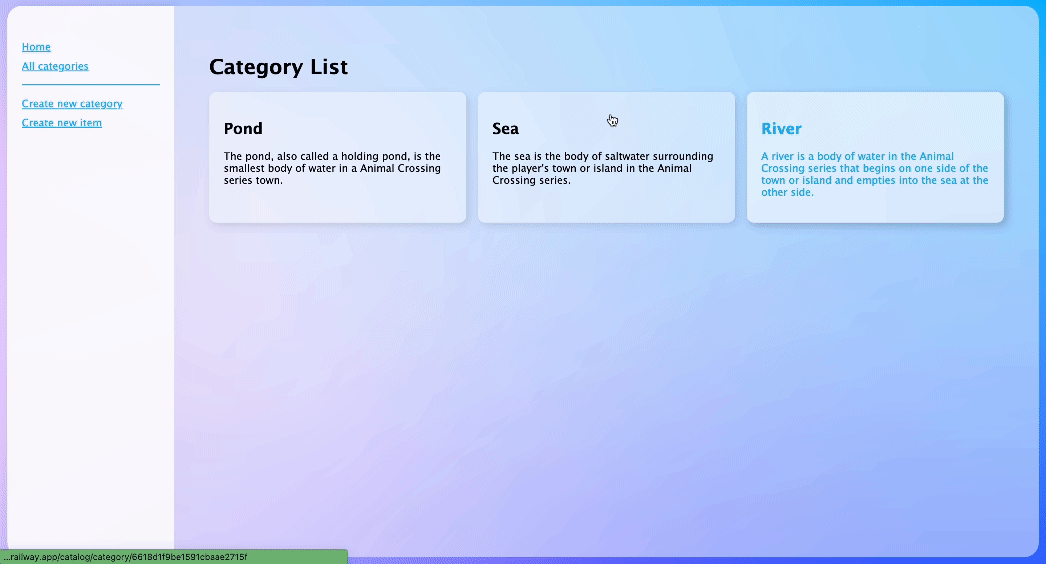 Home
All categories
Create new category
Create new item
Category List
Pond
The pond, also called a holding pond, is the
smallest body of water in a Animal Crossing
series town.
Sea
The sea is the body of saltwater surrounding
the player's town or island in the Animal
Crossing series.
River
A river is a body of water in the Animal
Crossing series that begins on one side of the
town or island and empties into the sea at the
other side.
...railway.app/catalog/category/6618d1f9be1591cbaae2715f